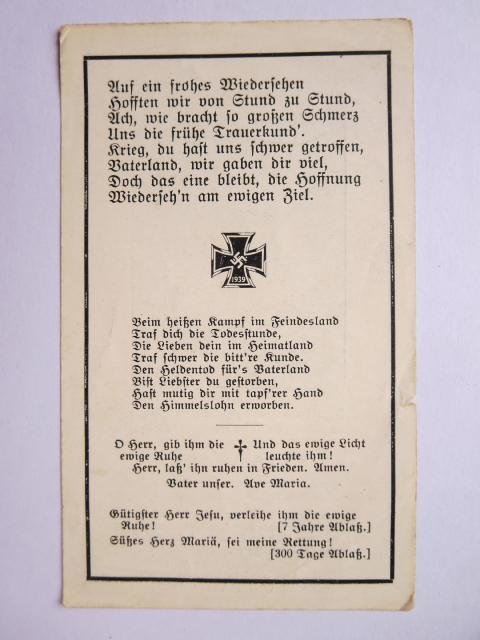 Auf ein frohes Wiedersehen
Hofften wir von Stund zu Stund,
Ach, wie bracht so großen Schmerz
Uns die frühe Trauerkund'.
Krieg, du hast uns schwer getroffen,
Vaterland, wir gaben dir viel,
Doch das eine bleibt, die Hoffnung
Wiederseh'n am ewigen Ziel.
1939
Beim heißen Kampf im Feindesland
Traf dich die Todesstunde,
Die Lieben dein im Heimatland
Traf schwer die bitt're Kunde.
Den Heldentod für's Vaterland
Bist Liebster du gestorben,
Hast mutig dir mit tapf'rer Hand
Den Himmelslohn erworben.
O Herr, gib ihm die ewige Ruhe
Und das ewige Licht leuchte ihm!
Herr, laß' ihn ruhen in Frieden. Amen.
Vater unser. Ave Maria.
Gütigster Herr Jesu, verleihe ihm die ewige
Ruhe! [7 Jahre Ablaß.]
Süßes Herz Mariä, sei meine Rettung!
[300 Tage Ablaß.]